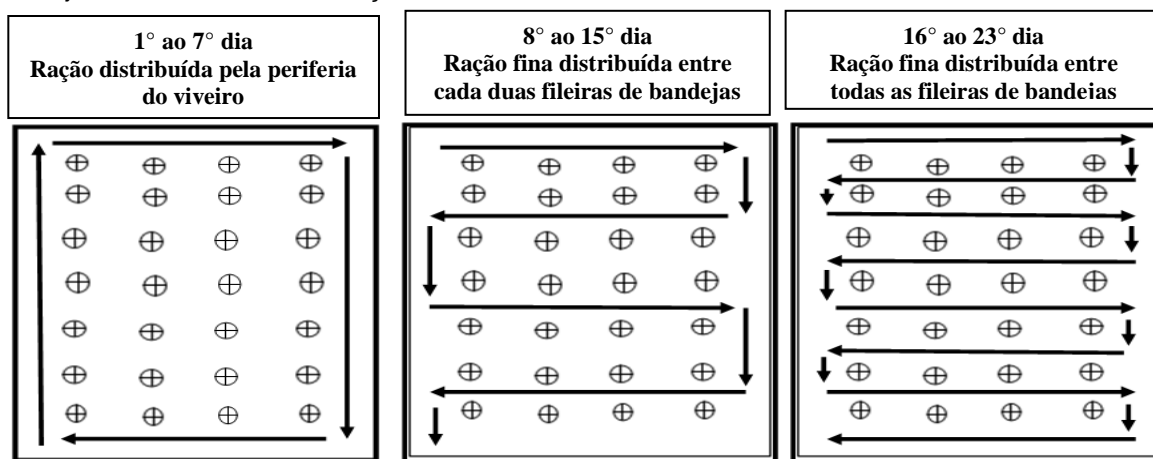 1° ao 7° dia
Ração distribuída pela periferia
do viveiro
8° ao 15° dia
Ração fina distribuída entre
cada duas fileiras de bandejas
16° ao 23° dia
Ração fina distribuída entre
todas as fileiras de bandeias